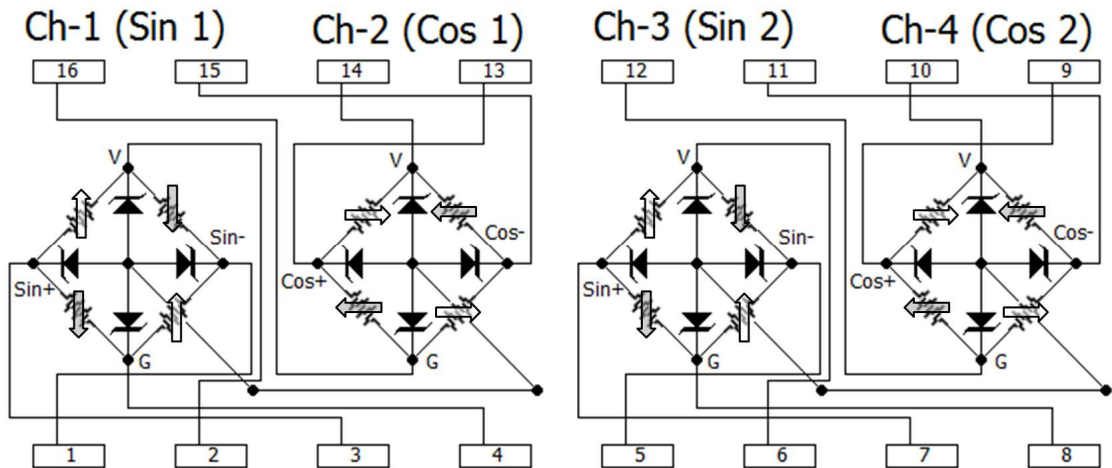 Ch-1 (Sin 1) Ch-2 (Cos 1) Ch-3 (Sin 2) Ch-4 (Cos 2)
16 15 14 13 12 11 10 9
V V V V
Sin- Cos- Sin- Cos-
Sin+ Cos+ Sin+ Cos+
G G G G
1 2 3 4 5 6 7 8